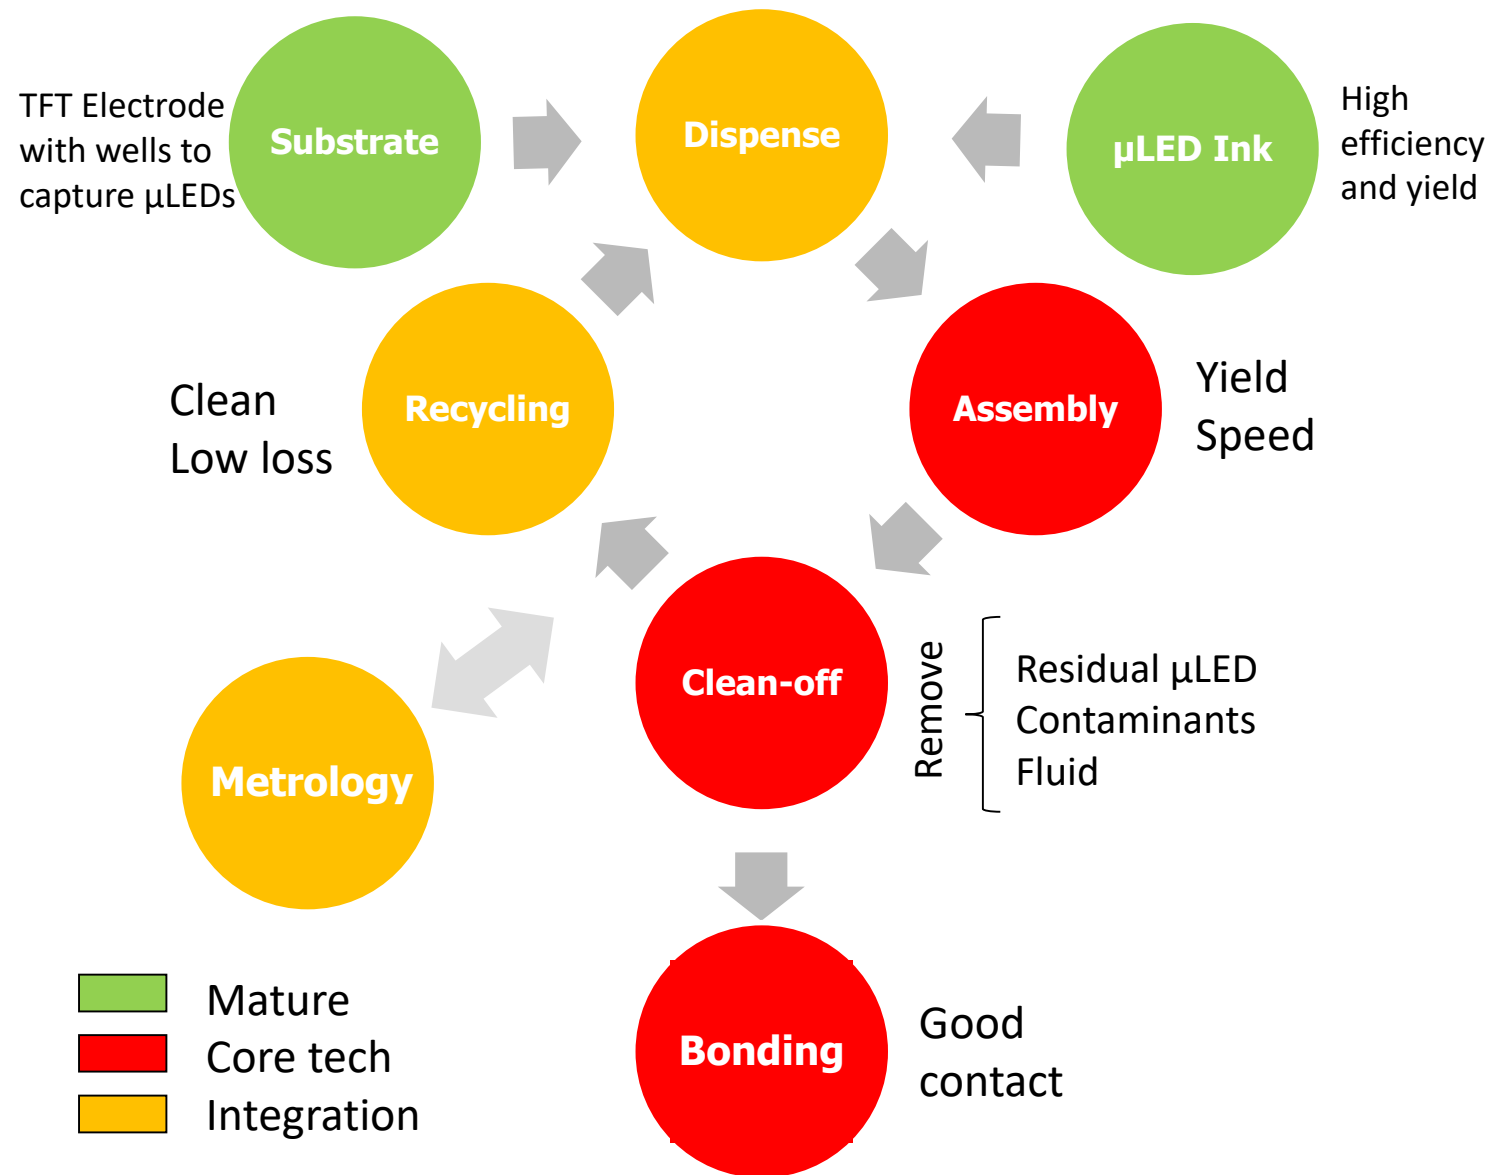 TFT Electrode
with wells to
capture µLEDs
Substrate
Dispense
µLED Ink
High
efficiency
and yield
Clean
Low loss
Recycling
Assembly
Yield
Speed
Clean-off
Remove
Residual µLED
Contaminants
Fluid
Metrology
Bonding
Good
contact
Mature
Core tech
Integration